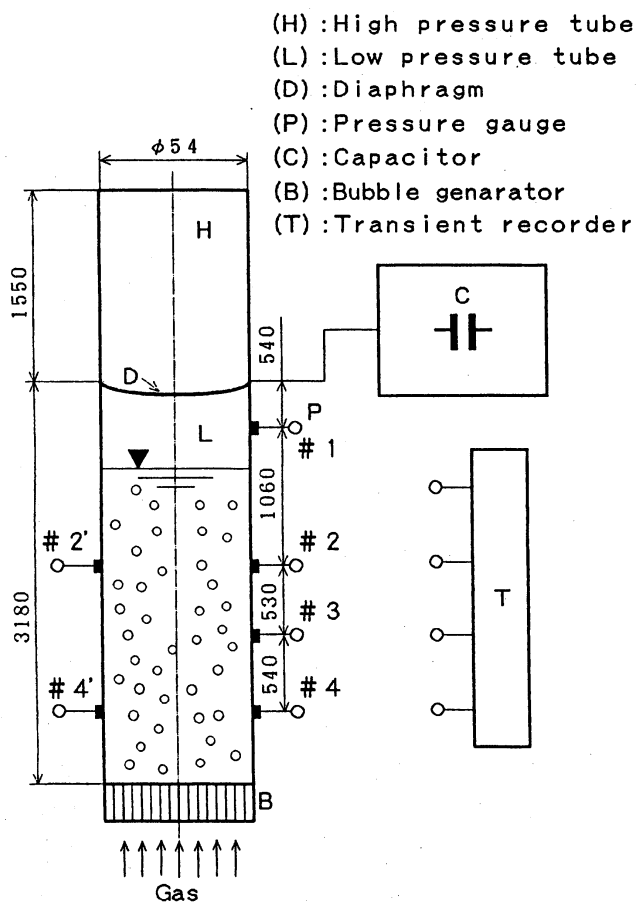 (H) :High pressure tube
(L) :Low pressure tube
(D) :Diaphragm
(P) :Pressure gauge
(C) :Capacitor
(B) :Bubble genarator
(T) :Transient recorder
φ54
H
1550
C
540
D
L
P
#1
1060
#2'
#2
530
T
3180
#3
540
#4'
#4
B
Gas